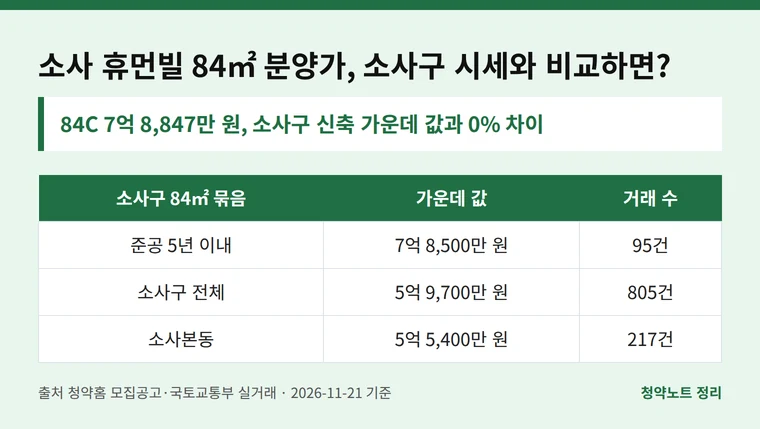 소사 휴먼빌 84㎡ 분양가, 소사구 시세와 비교하면?
84C 7억 8,847만 원, 소사구 신축 가운데 값과 0% 차이
소사구 84㎡ 묶음 가운데 값 거래 수
준공 5년 이내 7억 8,500만 원 95건
소사구 전체 5억 9,700만 원 805건
소사본동 5억 5,400만 원 217건
출처 청약홈 모집공고·국토교통부 실거래 · 2026-11-21 기준 청약노트 정리